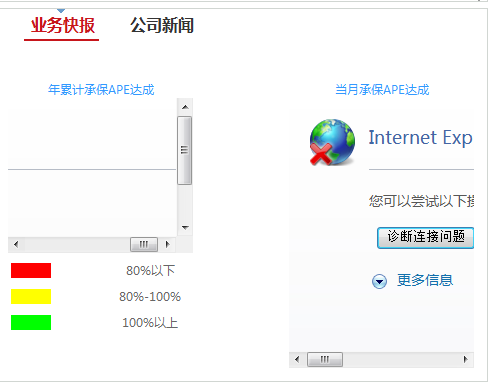 业务快报 公司新闻
年累计承保APE达成 当月承保APE达成
Internet Exp
您可以尝试以下
诊断连接问题
更多信息
80%以下
80%-100%
100%以上